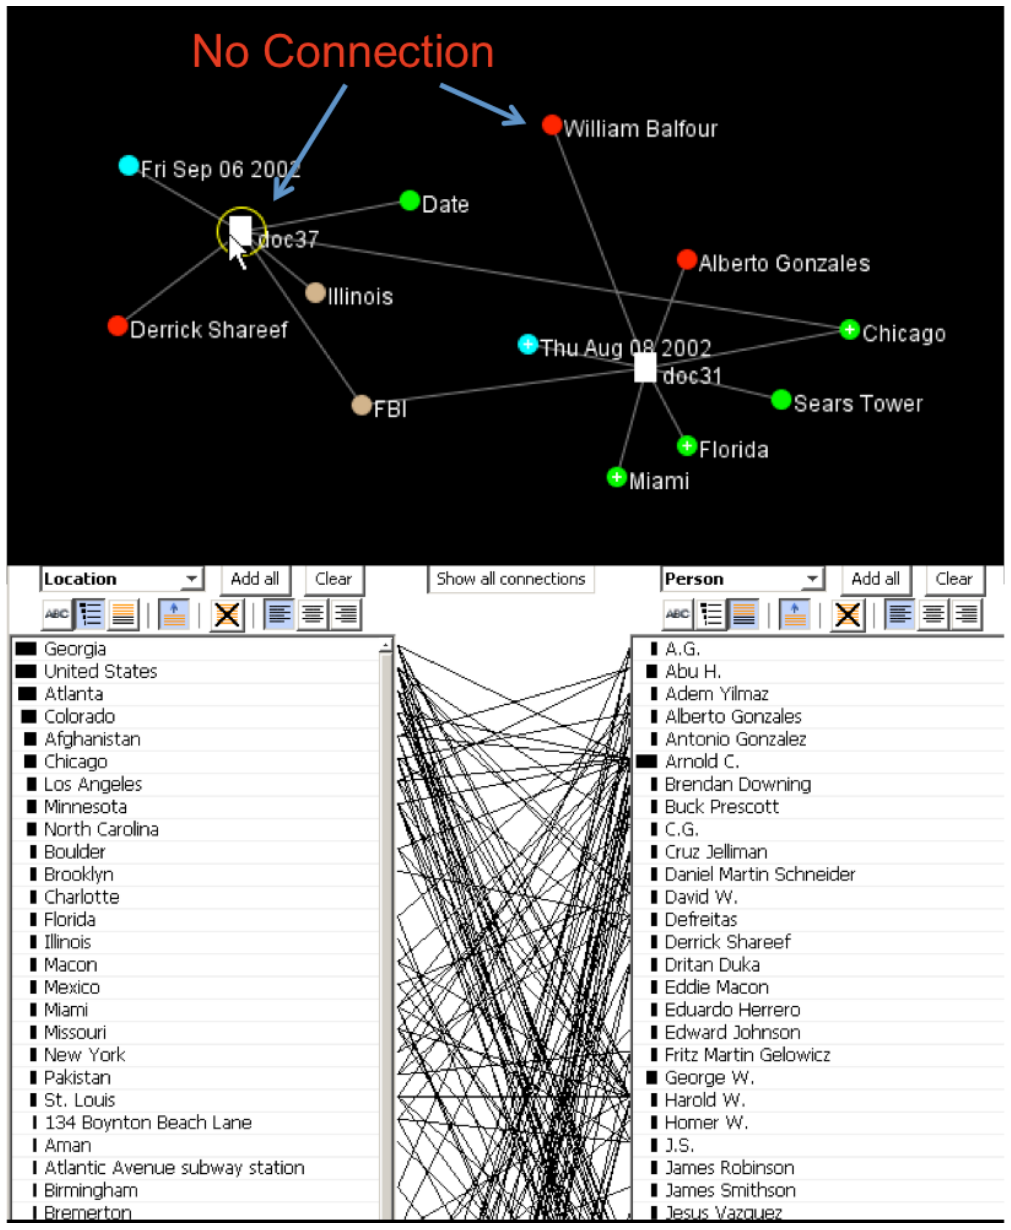 No Connection
William Balfour
Fri Sep 06 2002
Date
doc37
Alberto Gonzales
Illinois
Derrick Shareef
Chicago
Thu Aug 08 2002
doc31
FBI
Sears Tower
Florida
Miami
Location Add all Clear Show all connections Person Add all Clear
ABC ABC
Georgia
United States
Atlanta
Colorado
Afghanistan
Chicago
Los Angeles
Minnesota
North Carolina
Boulder
Brooklyn
Charlotte
Florida
Illinois
Macon
Mexico
Miami
Missouri
New York
Pakistan
St. Louis
134 Boynton Beach Lane
Aman
Atlantic Avenue subway station
Birmingham
Bremerton
A.G.
Abu H.
Adem Yilmaz
Alberto Gonzales
Antonio Gonzalez
Arnold C.
Brendan Downing
Buck Prescott
C.G.
Cruz Jelliman
Daniel Martin Schneider
David W.
Defreitas
Derrick Shareef
Dritan Duka
Eddie Macon
Eduardo Herrero
Edward Johnson
Fritz Martin Gelowicz
George W.
Harold W.
Homer W.
J.S.
James Robinson
James Smithson
Jesus Vazquez